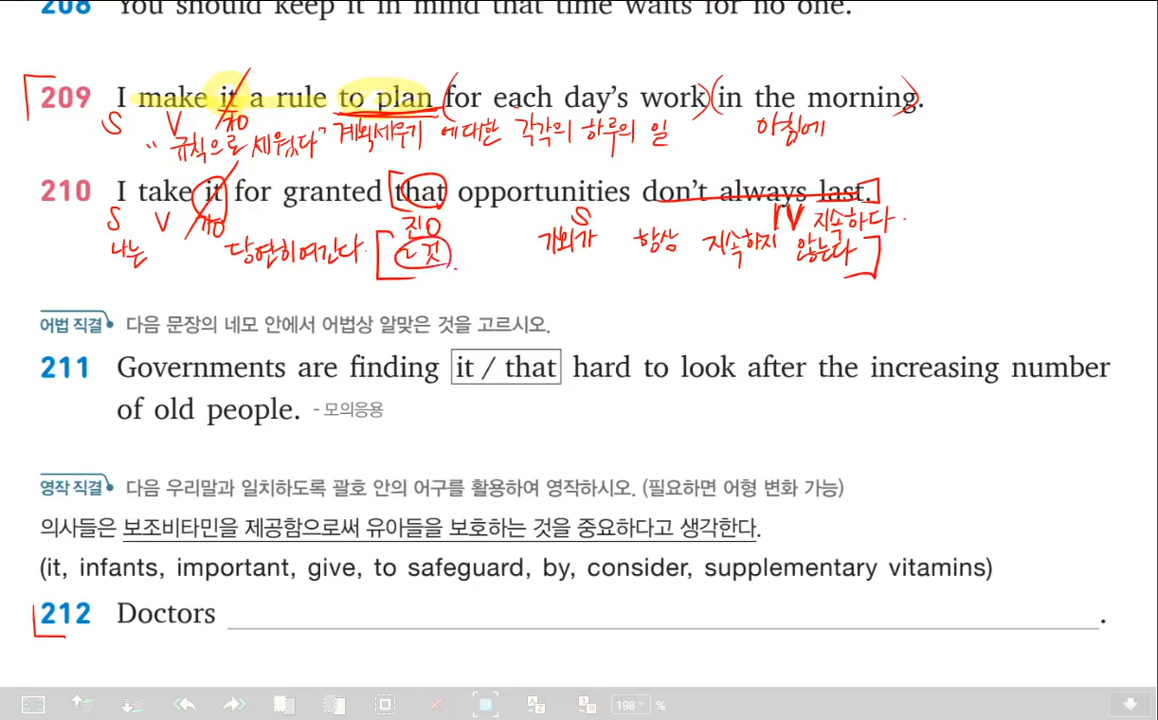 208 You should keep it in mind that time waits for no one.
209 I make it a rule to plan (for each day's work) (in the morning).
S V 가O
"규칙으로 세웠다" 계획세우기 에 대한 각각의 하루의 일 아침에
210 I take it for granted [that opportunities don't always last.]
S V 가O 진O S V 지속하다.
나는 당연히 여긴다. [~것]. 기회가 항상 지속하지 않는다]
어법 직결 다음 문장의 네모 안에서 어법상 알맞은 것을 고르시오.
211 Governments are finding it / that hard to look after the increasing number
of old people. - 모의응용
영작 직결 다음 우리말과 일치하도록 괄호 안의 어구를 활용하여 영작하시오. (필요하면 어형 변화 가능)
의사들은 보조비타민을 제공함으로써 유아들을 보호하는 것을 중요하다고 생각한다.
(it, infants, important, give, to safeguard, by, consider, supplementary vitamins)
212 Doctors .
198 %